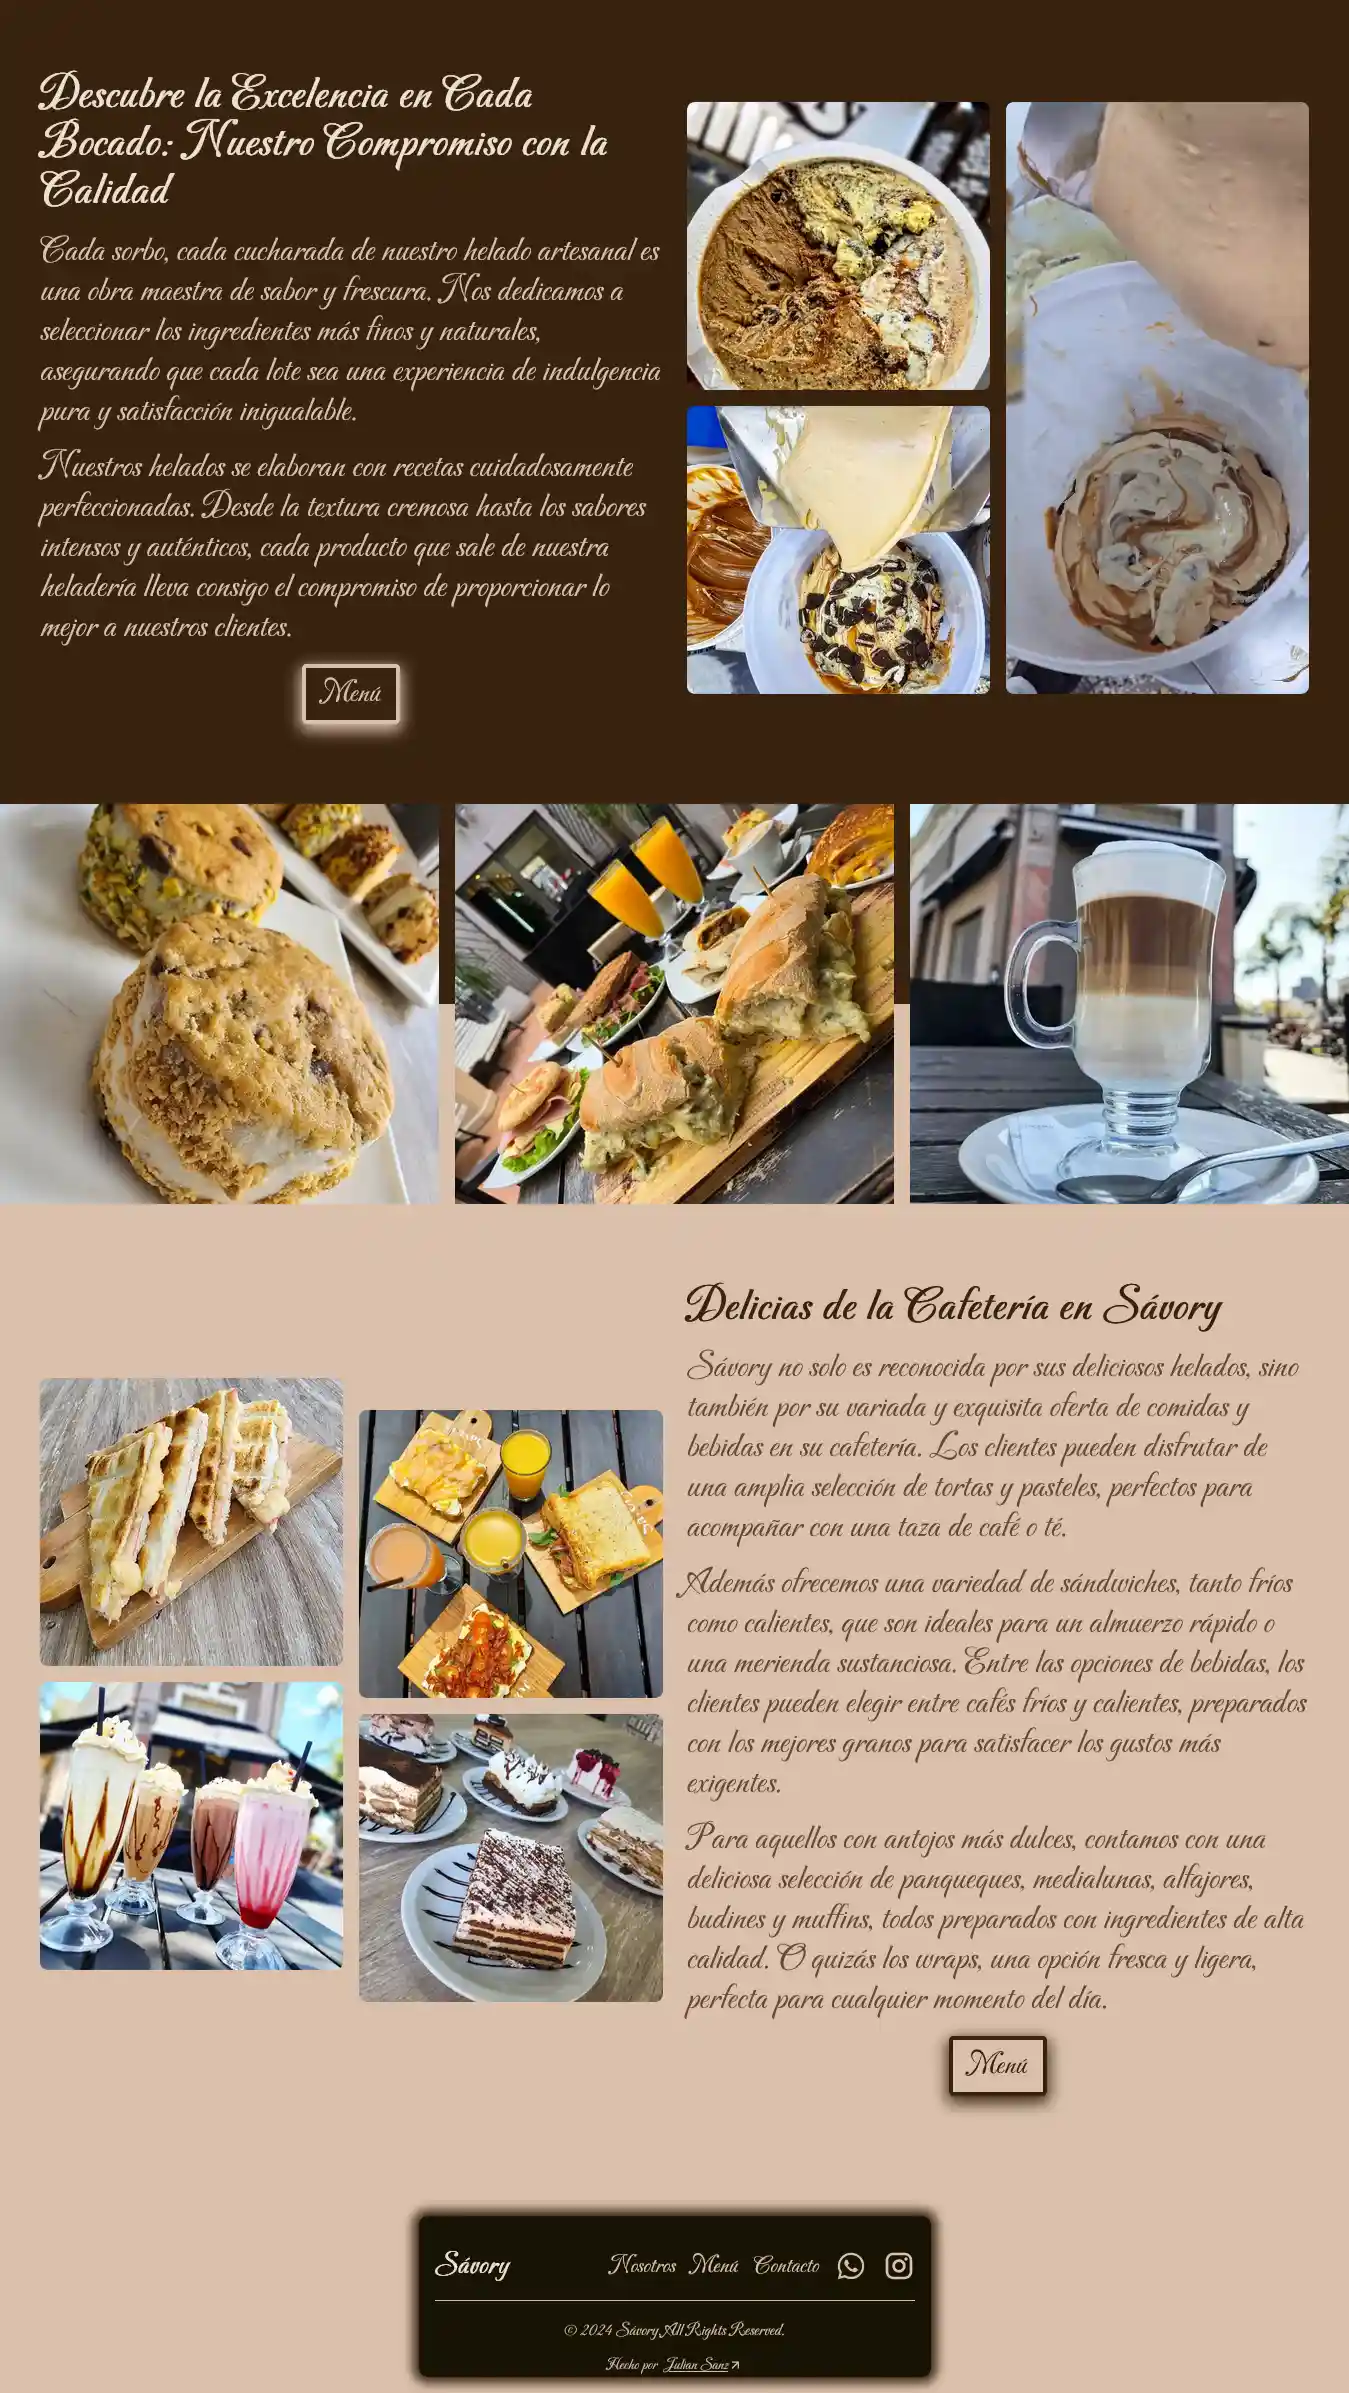 Descubre la Excelencia en Cada
Bocado: Nuestro Compromiso con la
Calidad
Cada sorbo, cada cucharada de nuestro helado artesanal es
una obra maestra de sabor y frescura. Nos dedicamos a
seleccionar los ingredientes más finos y naturales,
asegurando que cada lote sea una experiencia de indulgencia
pura y satisfacción inigualable.
Nuestros helados se elaboran con recetas cuidadosamente
perfeccionadas. Desde la textura cremosa hasta los sabores
intensos y auténticos, cada producto que sale de nuestra
heladería lleva consigo el compromiso de proporcionar lo
mejor a nuestros clientes.
Menú
Delicias de la Cafetería en Sávory
Sávory no solo es reconocida por sus deliciosos helados, sino
también por su variada y exquisita oferta de comidas y
bebidas en su cafetería. Los clientes pueden disfrutar de
una amplia selección de tortas y pasteles, perfectos para
acompañar con una taza de café o té.
Además ofrecemos una variedad de sándwiches, tanto fríos
como calientes, que son ideales para un almuerzo rápido o
una merienda sustanciosa. Entre las opciones de bebidas, los
clientes pueden elegir entre cafés fríos y calientes, preparados
con los mejores granos para satisfacer los gustos más
exigentes.
Para aquellos con antojos más dulces, contamos con una
deliciosa selección de panqueques, medialunas, alfajores,
budines y muffins, todos preparados con ingredientes de alta
calidad. O quizás los wraps, una opción fresca y ligera,
perfecta para cualquier momento del día.
Menú
Sávory Nosotros Menú Contacto
© 2024 Sávory All Rights Reserved.
Hecho por Julian Sanz